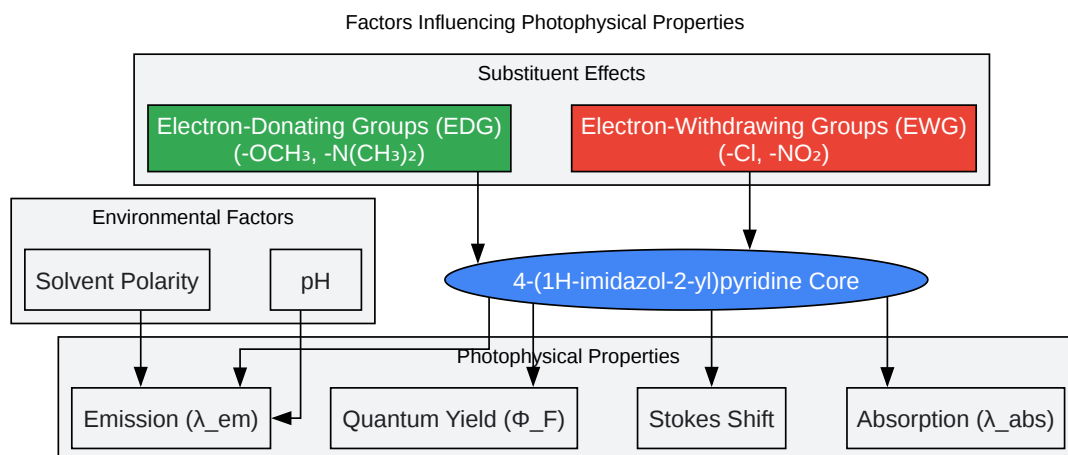 Factors Influencing Photophysical Properties
Substituent Effects
Electron-Donating Groups (EDG)
(-OCH₃, -N(CH₃)₂)
Electron-Withdrawing Groups (EWG)
(-Cl, -NO₂)
Environmental Factors
Solvent Polarity
pH
4-(1H-imidazol-2-yl)pyridine Core
Photophysical Properties
Emission (λ_em)
Quantum Yield (Φ_F)
Stokes Shift
Absorption (λ_abs)